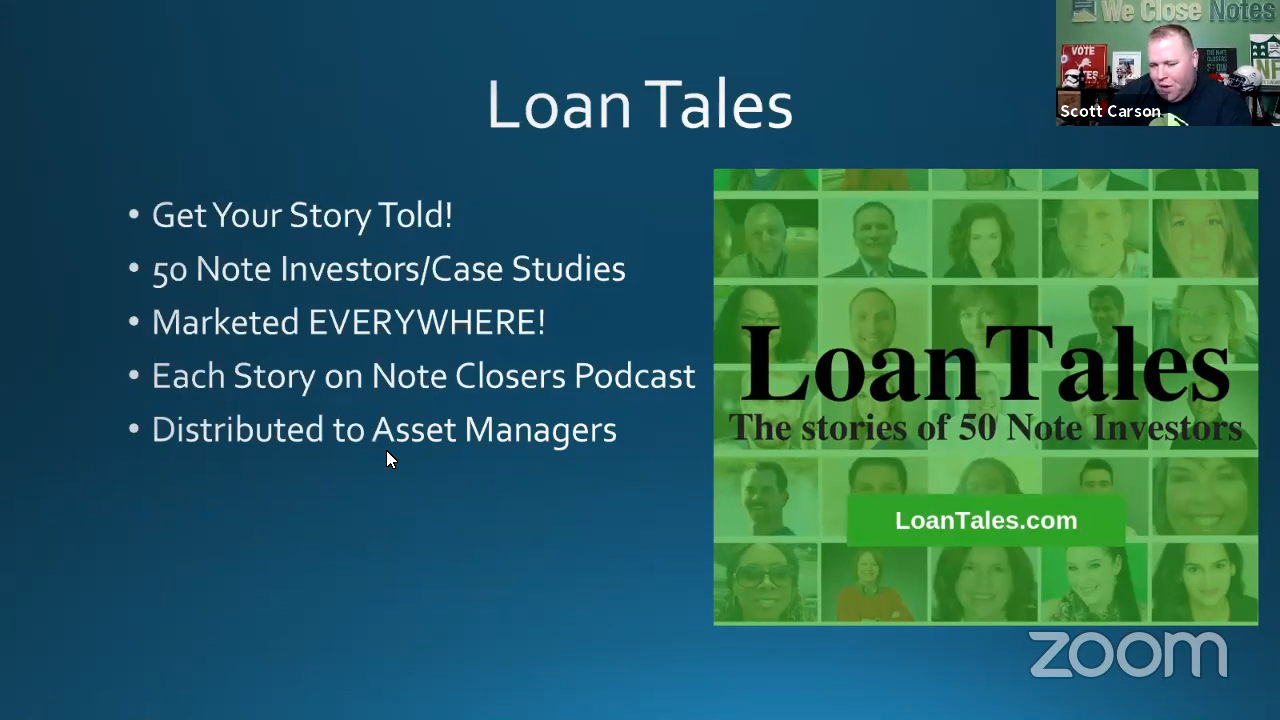 We Close Notes
VOTE
Scott Carson
Loan Tales
• Get Your Story Told!
• 50 Note Investors/Case Studies
• Marketed EVERYWHERE!
• Each Story on Note Closers Podcast
• Distributed to Asset Managers
LoanTales
The stories of 50 Note Investors
LoanTales.com
zoom